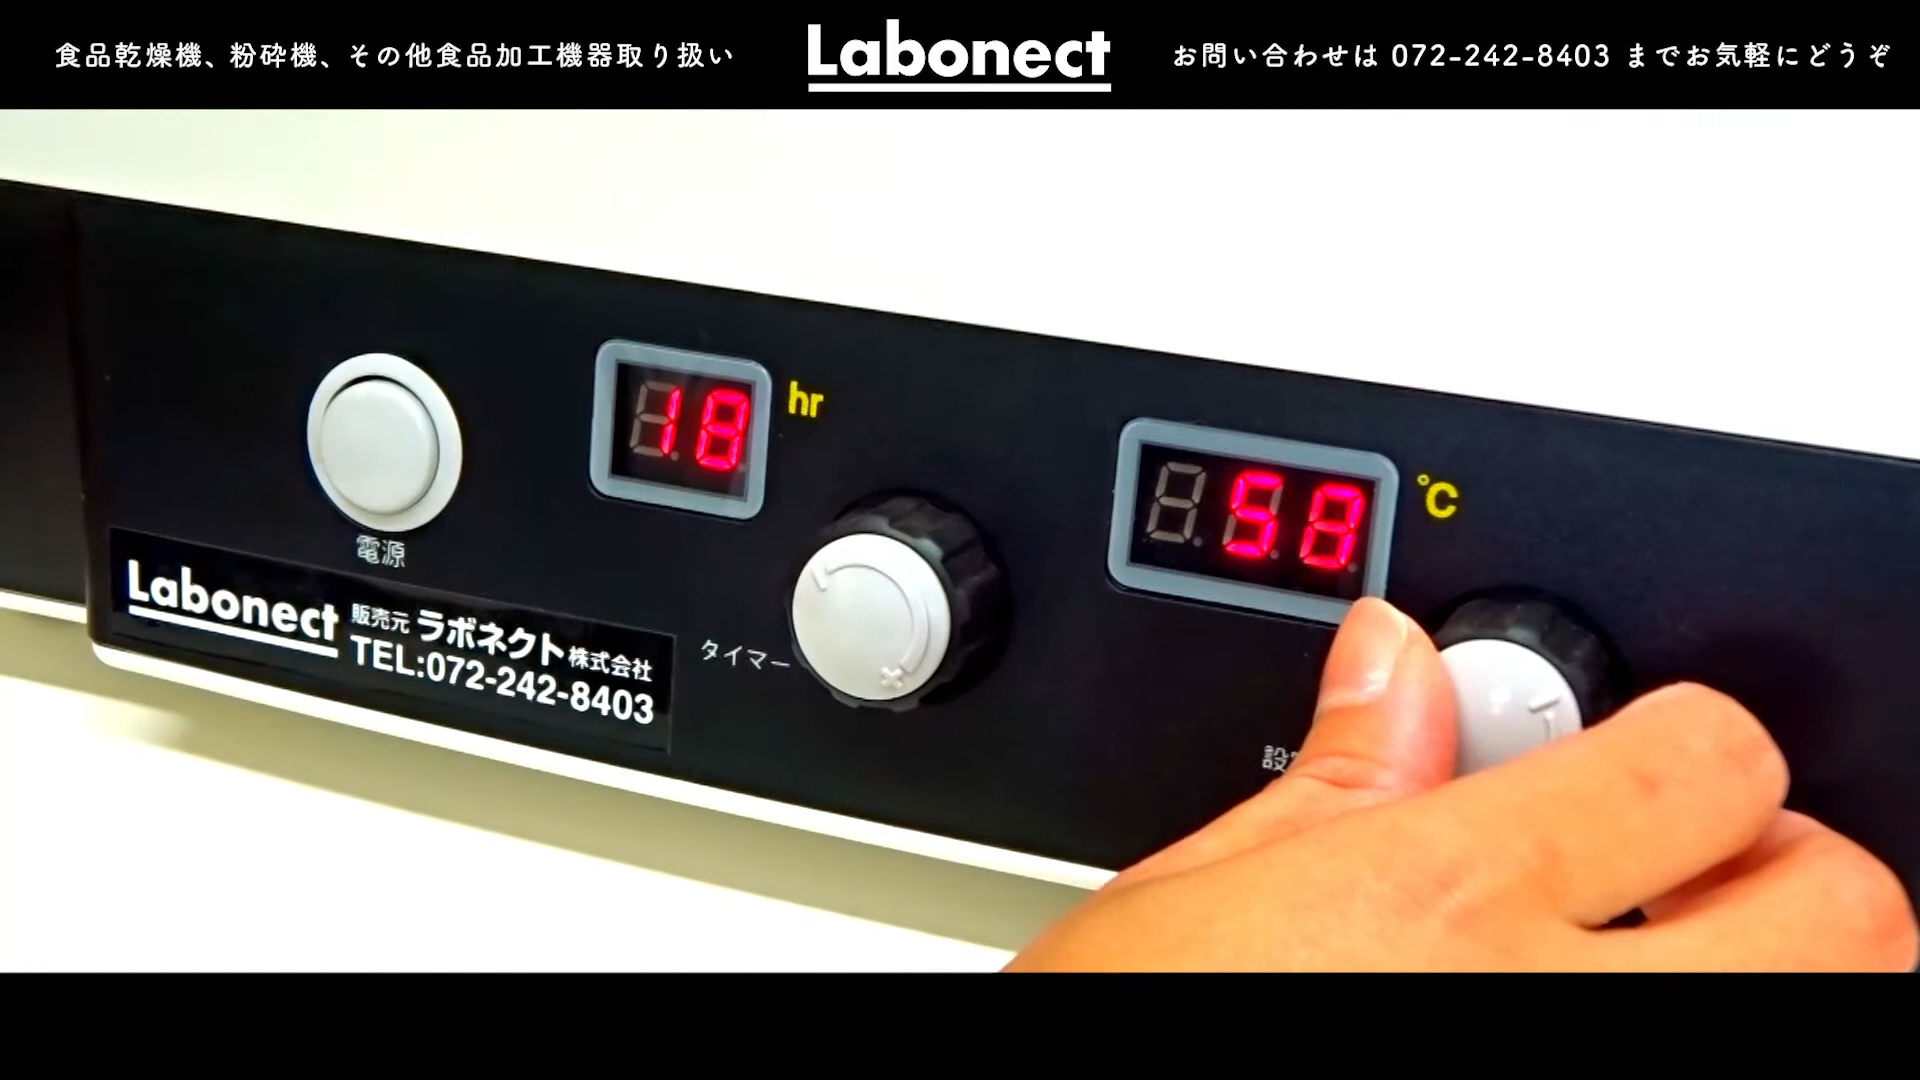 食品乾燥機、粉砕機、その他食品加工機器取り扱い
Labonect
お問い合わせは 072-242-8403 までお気軽にどうぞ
18 hr
58 °C
電源
タイマー
設
Labonect 販売元 ラボネクト株式会社
TEL:072-242-8403